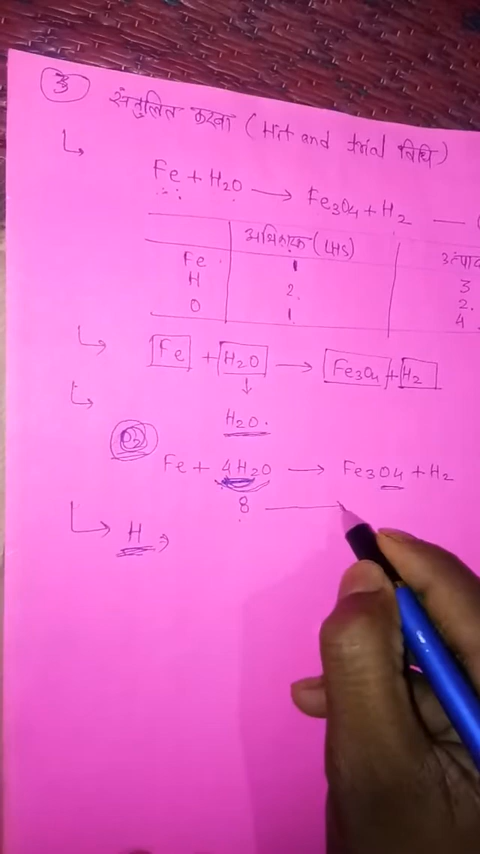 3 संतुलित करना (Hit and trial विधि)
Fe + H2O → Fe3O4 + H2 — (
अभिकारक (LHS) उत्पा
Fe 1 3
H 2 2
O 1 4
Fe + H2O → Fe3O4 + H2
H2O
O2
Fe + 4H2O → Fe3O4 + H2
8 →
H